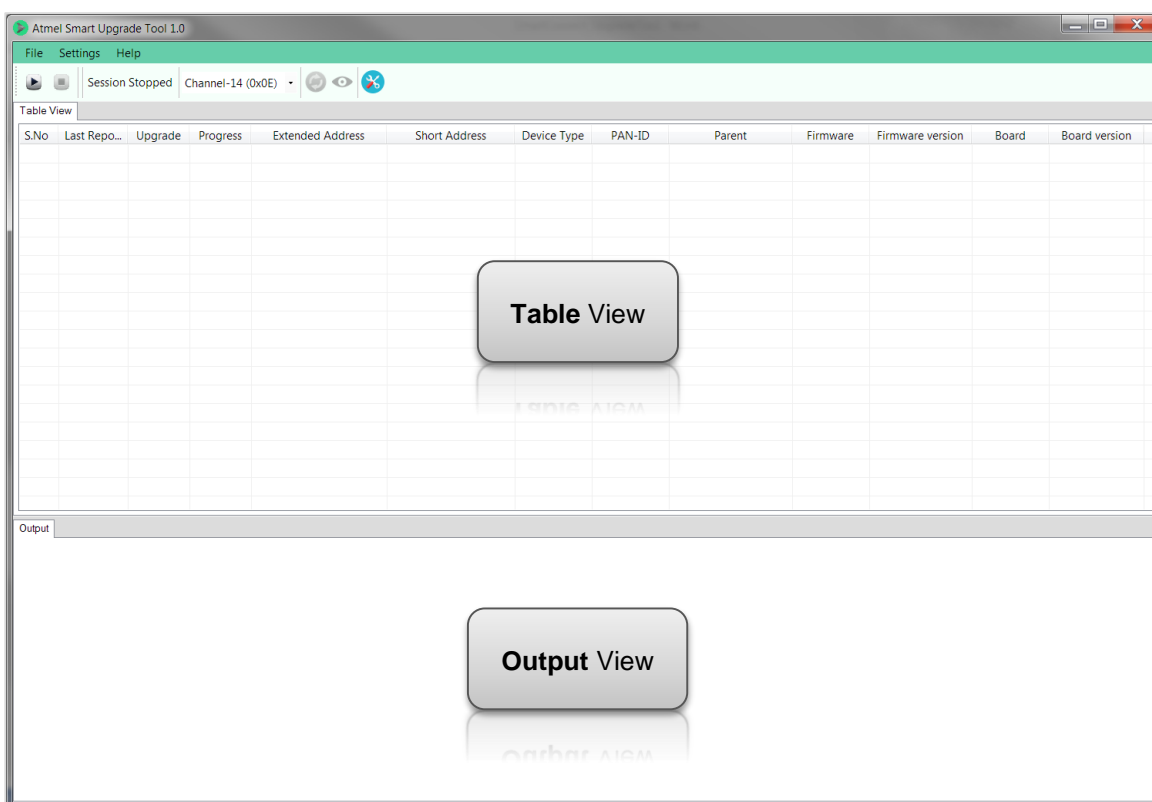 Atmel Smart Upgrade Tool 1.0
File Settings Help
Session Stopped Channel-14 (0x0E)
Table View
S.No Last Repo... Upgrade Progress Extended Address Short Address Device Type PAN-ID Parent Firmware Firmware version Board Board version
Table View
Output
Output View